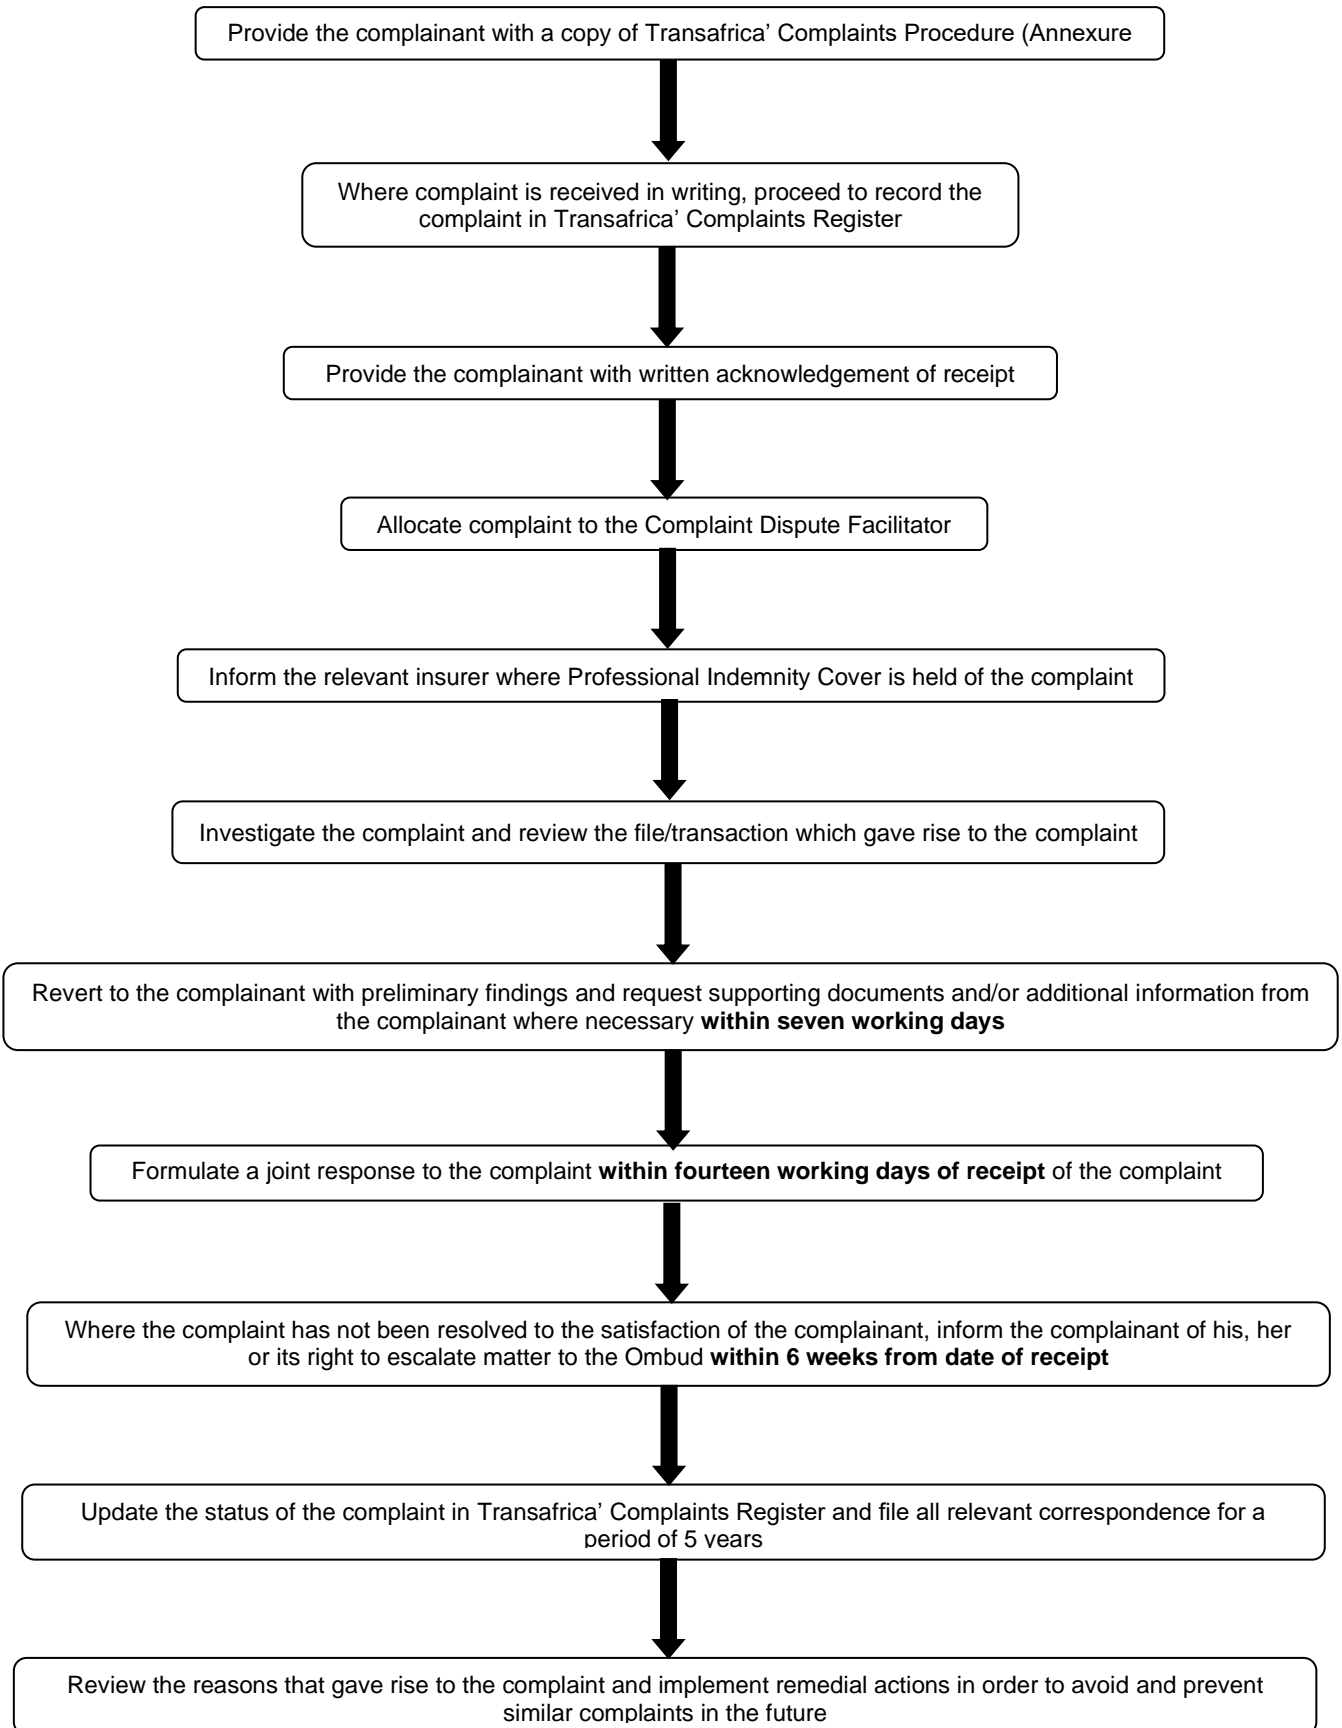 Provide the complainant with a copy of Transafrica’ Complaints Procedure (Annexure
Where complaint is received in writing, proceed to record the
complaint in Transafrica’ Complaints Register
Provide the complainant with written acknowledgement of receipt
Allocate complaint to the Complaint Dispute Facilitator
Inform the relevant insurer where Professional Indemnity Cover is held of the complaint
Investigate the complaint and review the file/transaction which gave rise to the complaint
Revert to the complainant with preliminary findings and request supporting documents and/or additional information from
the complainant where necessary within seven working days
Formulate a joint response to the complaint within fourteen working days of receipt of the complaint
Where the complaint has not been resolved to the satisfaction of the complainant, inform the complainant of his, her
or its right to escalate matter to the Ombud within 6 weeks from date of receipt
Update the status of the complaint in Transafrica’ Complaints Register and file all relevant correspondence for a
period of 5 years
Review the reasons that gave rise to the complaint and implement remedial actions in order to avoid and prevent
similar complaints in the future